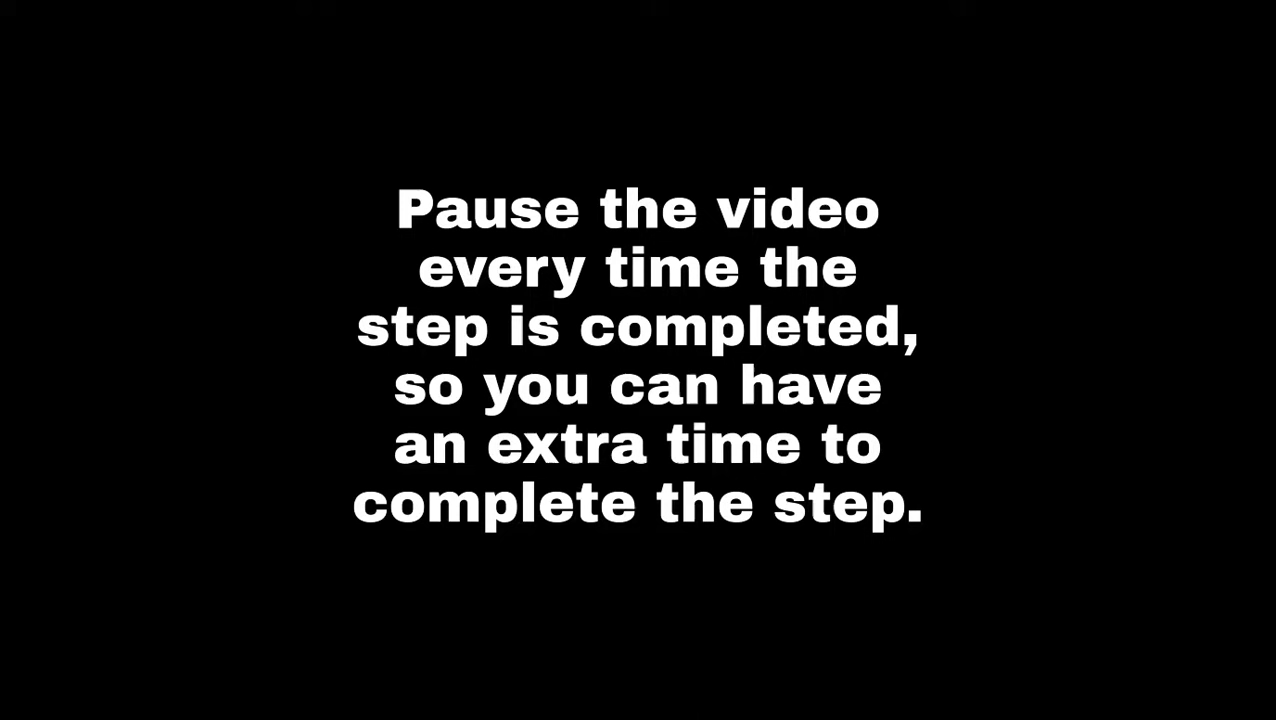 Pause the video
every time the
step is completed,
so you can have
an extra time to
complete the step.